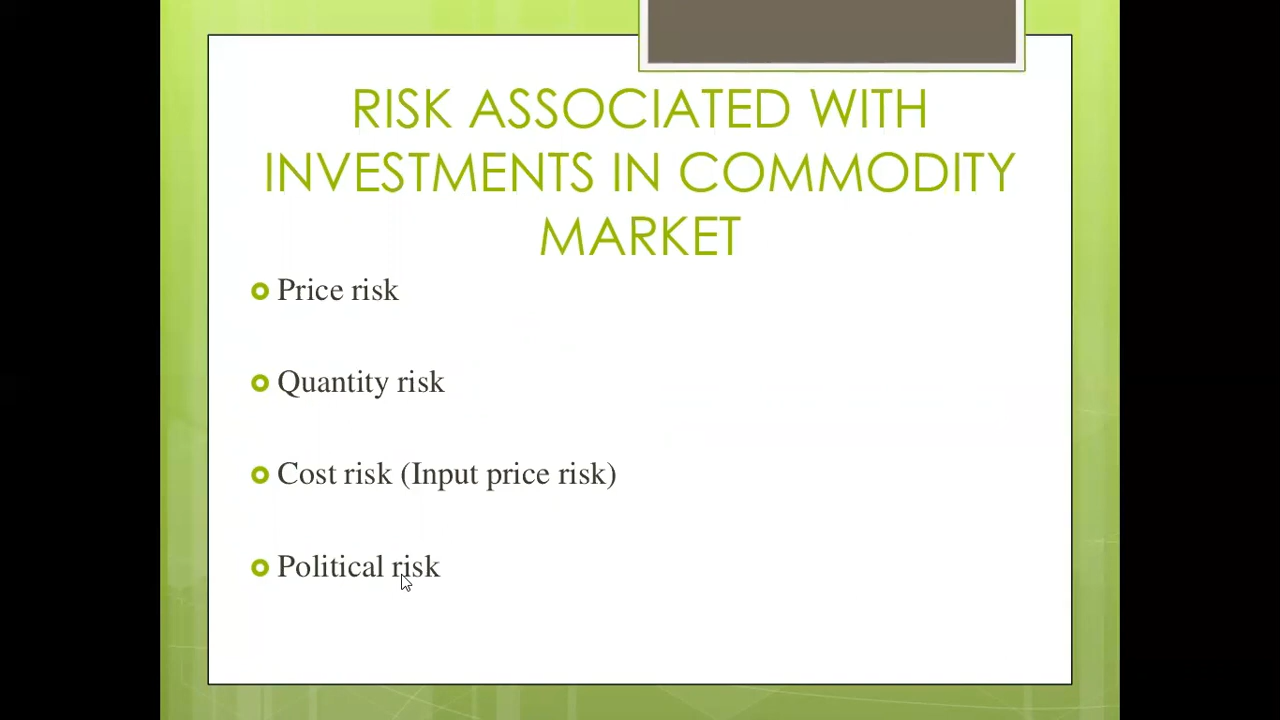 RISK ASSOCIATED WITH
INVESTMENTS IN COMMODITY
MARKET
Price risk
Quantity risk
Cost risk (Input price risk)
Political risk